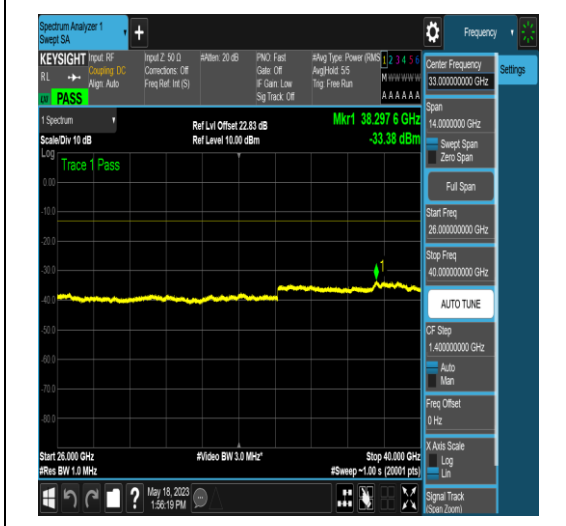 Spectrum Analyzer 1
Swept SA
+
Frequency
KEYSIGHT
RL
PASS
Input: RF
Coupling: DC
Align: Auto
Input Z: 50 Ω
Corrections: Off
Freq Ref: Int (S)
#Atten: 20 dB
PNO: Fast
Gate: Off
IF Gain: Low
Sig Track: Off
#Avg Type: Power (RMS
Avg|Hold: 5/5
Trig: Free Run
1 2 3 4 5 6
M W W W W W
A A A A A A
1 Spectrum
Scale/Div 10 dB
Ref Lvl Offset 22.83 dB
Ref Level 10.00 dBm
Mkr1 38.297 6 GHz
-33.38 dBm
Log
Trace 1 Pass
0.00
-10.0
-20.0
-30.0
-40.0
-50.0
-60.0
-70.0
-80.0
1
Start 26.000 GHz
#Res BW 1.0 MHz
#Video BW 3.0 MHz*
Stop 40.000 GHz
#Sweep ~1.00 s (20001 pts)
Center Frequency
33.000000000 GHz
Settings
Span
14.0000000 GHz
Swept Span
Zero Span
Full Span
Start Freq
26.000000000 GHz
Stop Freq
40.000000000 GHz
AUTO TUNE
CF Step
1.400000000 GHz
Auto
Man
Freq Offset
0 Hz
X Axis Scale
Log
Lin
Signal Track
(Span Zoom)
?
May 18, 2023
1:56:19 PM